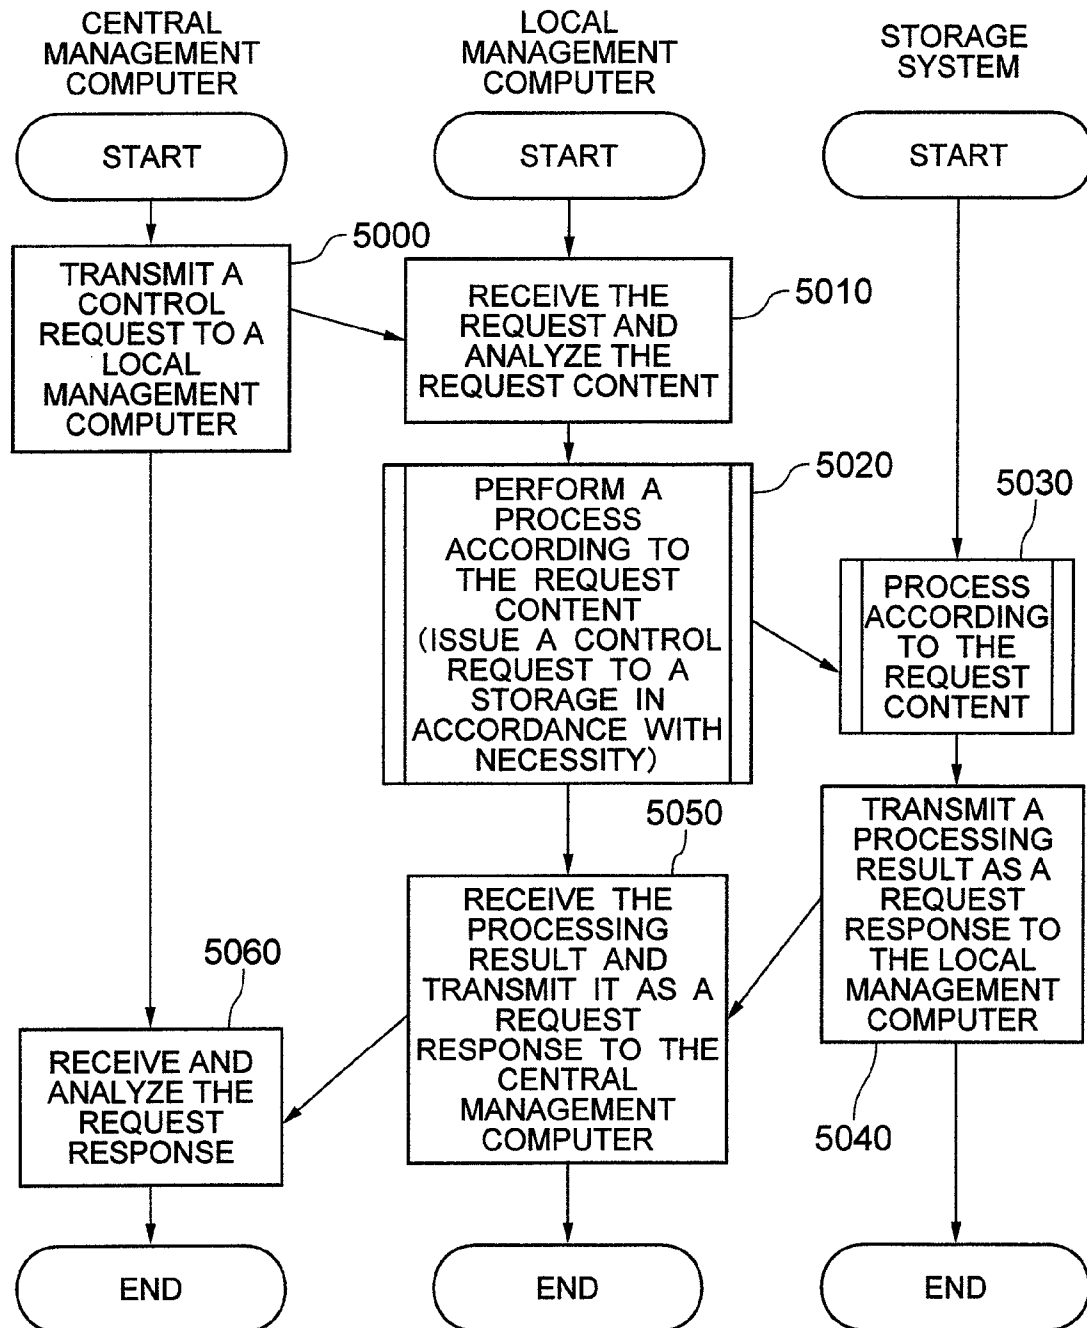 CENTRAL
MANAGEMENT
COMPUTER
LOCAL
MANAGEMENT
COMPUTER
STORAGE
SYSTEM
START
START
START
5000
TRANSMIT A
CONTROL
REQUEST TO A
LOCAL
MANAGEMENT
COMPUTER
5010
RECEIVE THE
REQUEST AND
ANALYZE THE
REQUEST CONTENT
5020
PERFORM A
PROCESS
ACCORDING TO
THE REQUEST
CONTENT
(ISSUE A CONTROL
REQUEST TO A
STORAGE IN
ACCORDANCE WITH
NECESSITY)
5030
PROCESS
ACCORDING
TO THE
REQUEST
CONTENT
TRANSMIT A
PROCESSING
RESULT AS A
REQUEST
RESPONSE TO
THE LOCAL
MANAGEMENT
COMPUTER
5040
5050
RECEIVE THE
PROCESSING
RESULT AND
TRANSMIT IT AS A
REQUEST
RESPONSE TO THE
CENTRAL
MANAGEMENT
COMPUTER
5060
RECEIVE AND
ANALYZE THE
REQUEST
RESPONSE
END
END
END